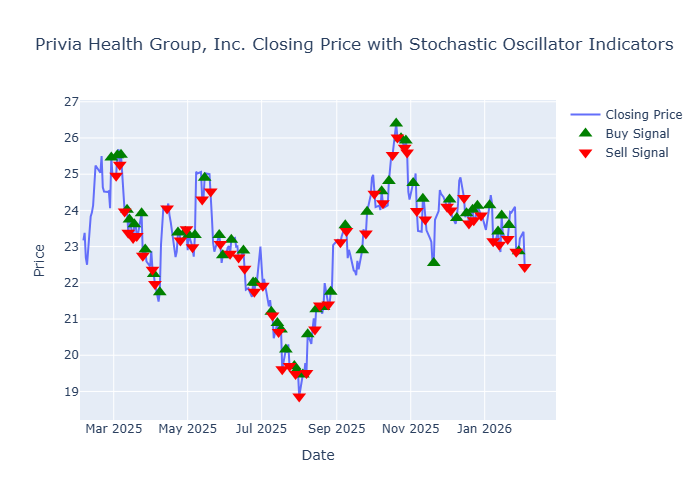 Privia Health Group, Inc. Closing Price with Stochastic Oscillator Indicators
Closing Price
Buy Signal
Sell Signal
27
26
25
24
23
22
21
20
19
Price
Mar 2025
May 2025
Jul 2025
Sep 2025
Nov 2025
Jan 2026
Date